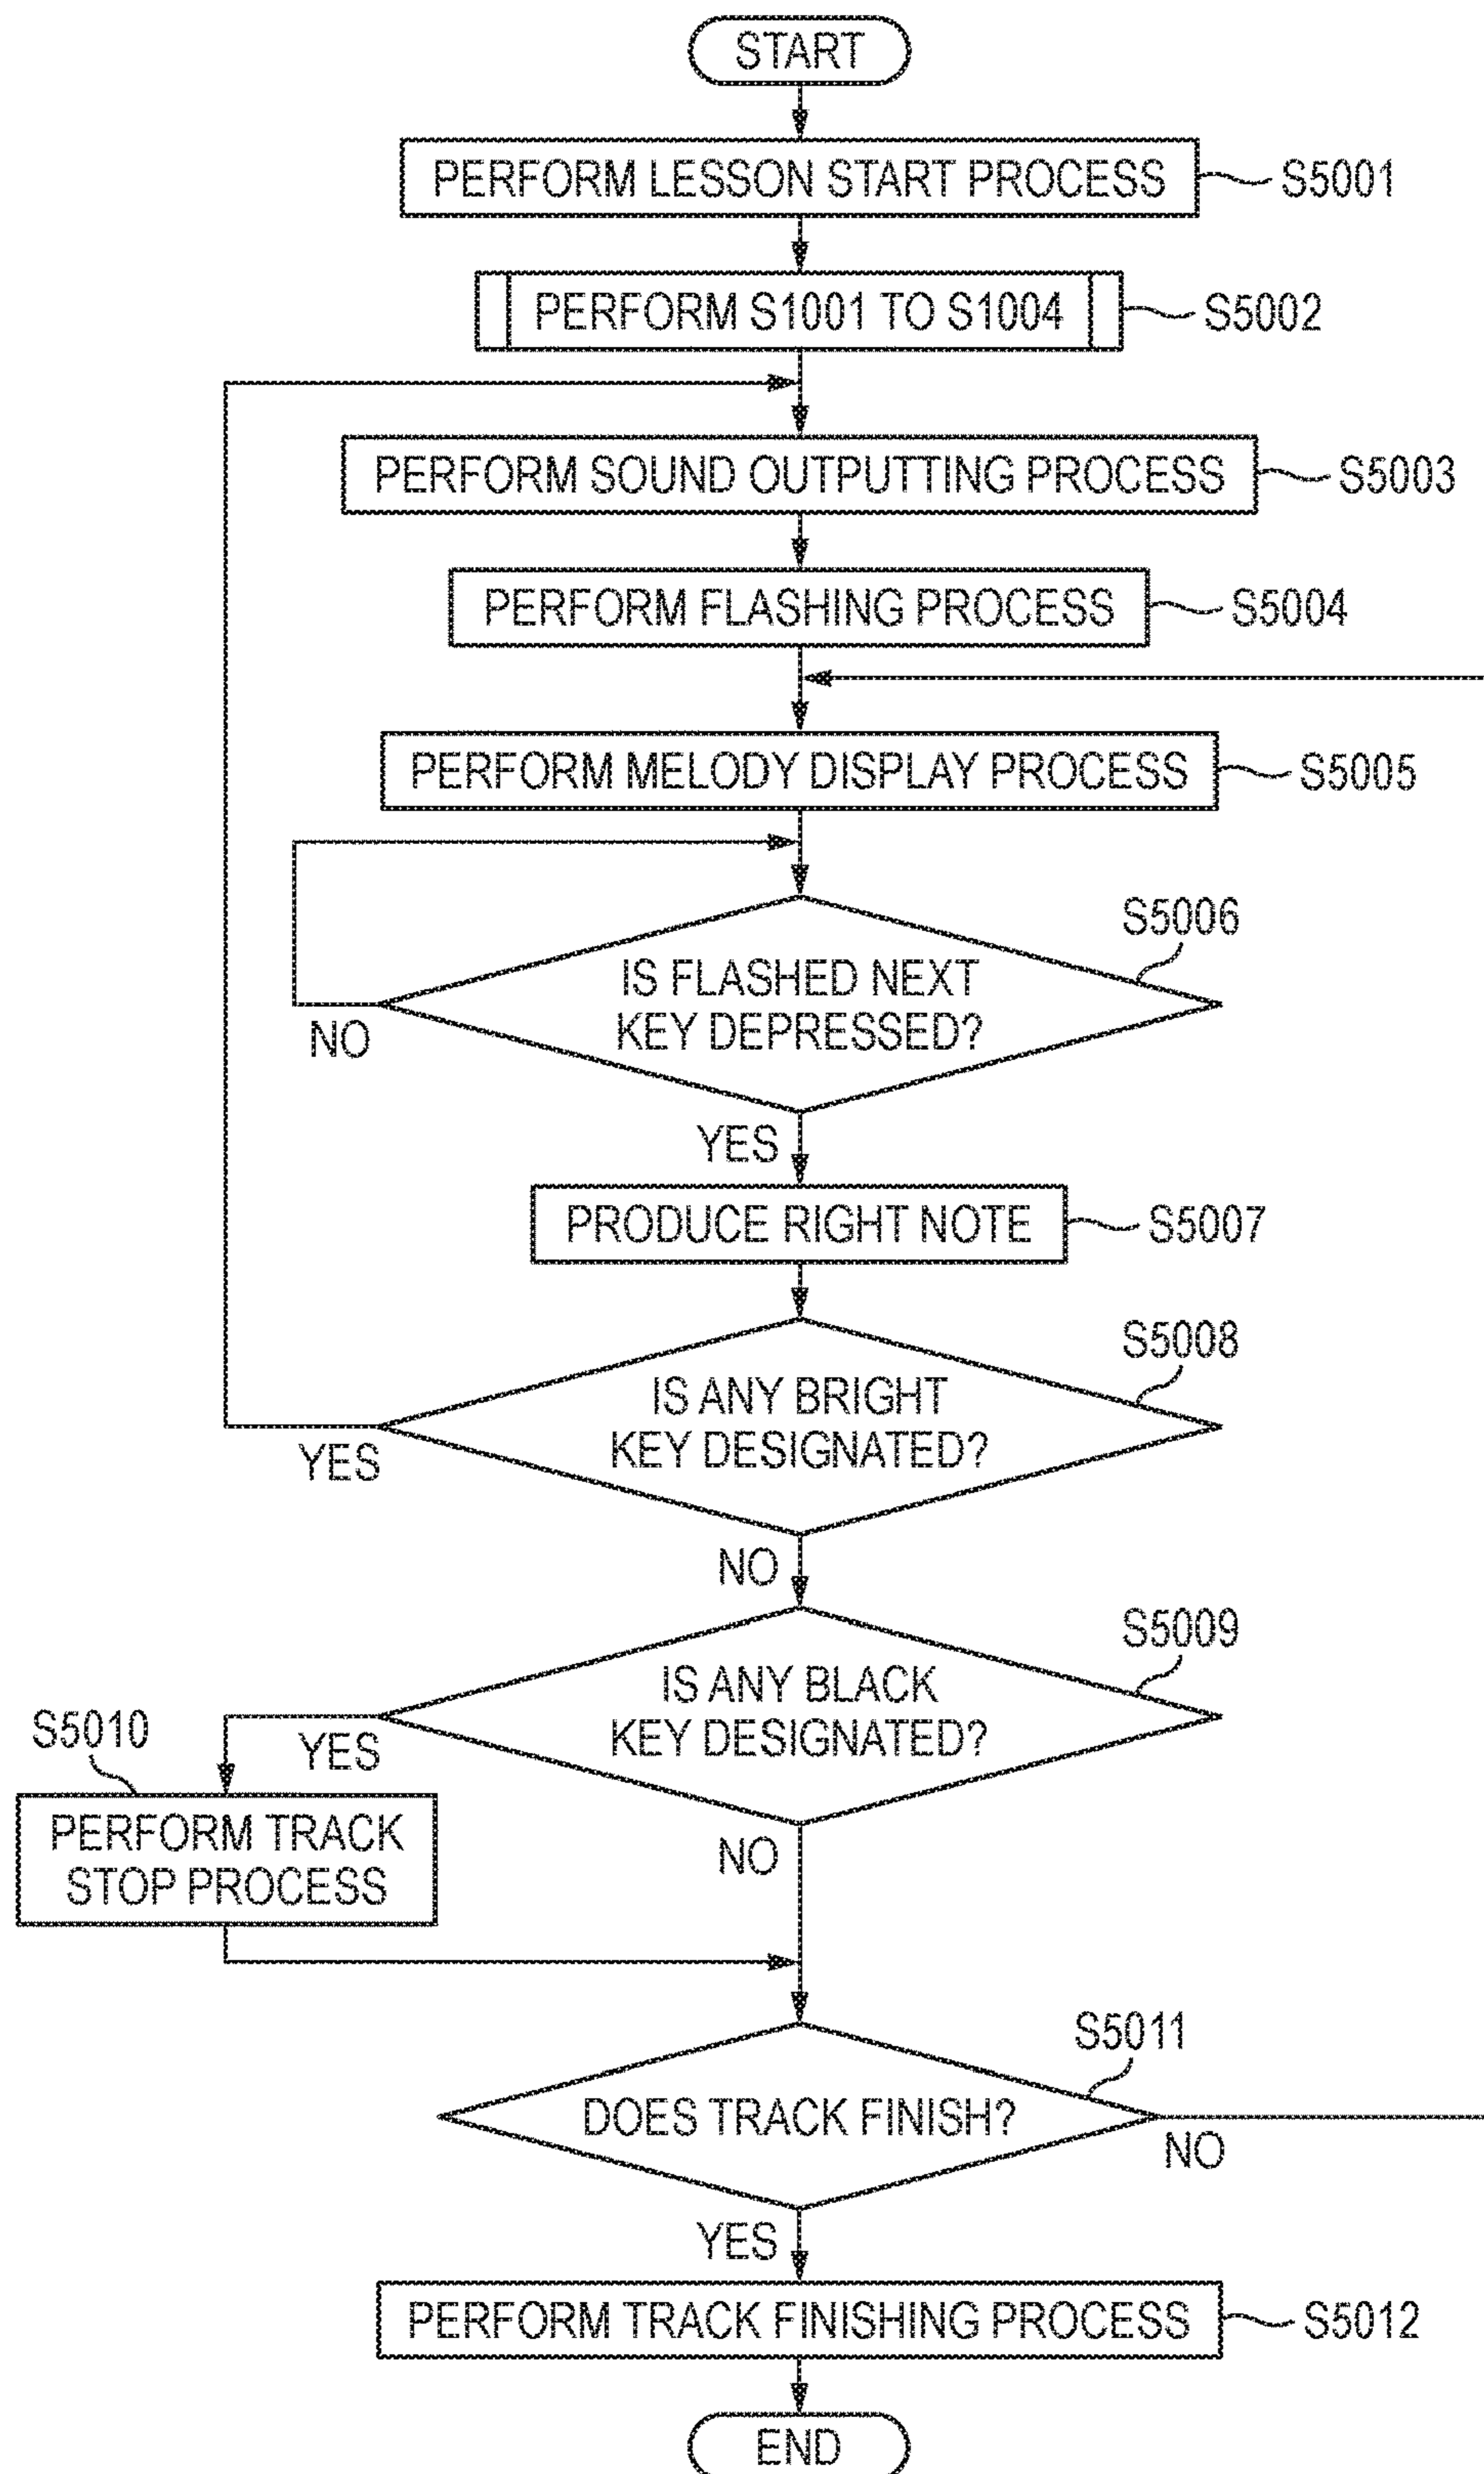 START
PERFORM LESSON START PROCESS
S5001
PERFORM S1001 TO S1004
S5002
PERFORM SOUND OUTPUTTING PROCESS
S5003
PERFORM FLASHING PROCESS
S5004
PERFORM MELODY DISPLAY PROCESS
S5005
S5006
IS FLASHED NEXT
KEY DEPRESSED?
NO
YES
PRODUCE RIGHT NOTE
S5007
S5008
IS ANY BRIGHT
KEY DESIGNATED?
YES
NO
S5009
IS ANY BLACK
KEY DESIGNATED?
S5010
YES
PERFORM TRACK
STOP PROCESS
NO
S5011
DOES TRACK FINISH?
NO
YES
PERFORM TRACK FINISHING PROCESS
S5012
END